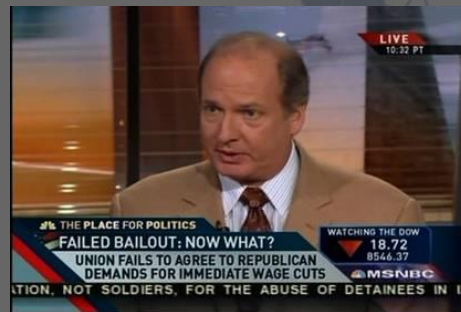 LIVE
10:32 PT
THE PLACE FOR POLITICS
FAILED BAILOUT: NOW WHAT?
UNION FAILS TO AGREE TO REPUBLICAN
DEMANDS FOR IMMEDIATE WAGE CUTS
WATCHING THE DOW
18.72
8546.37
MSNBC
TION, NOT SOLDIERS, FOR THE ABUSE OF DETAINEES IN